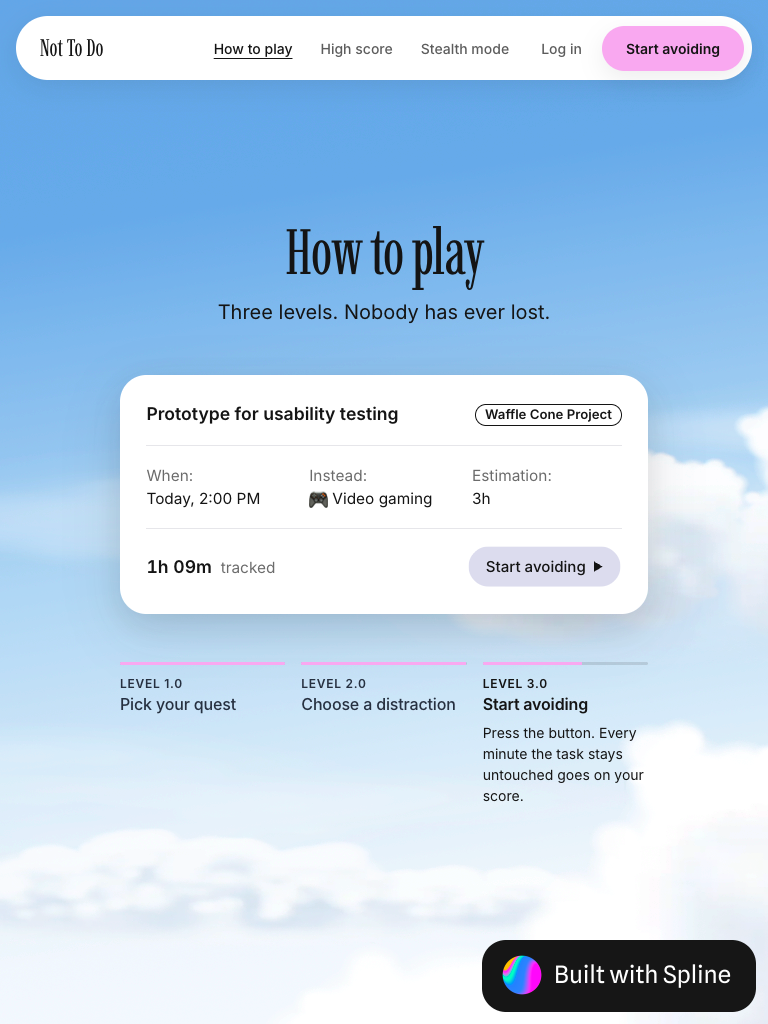 Not To Do
How to play
High score
Stealth mode
Log in
Start avoiding
How to play
Three levels. Nobody has ever lost.
Prototype for usability testing
Waffle Cone Project
When:
Today, 2:00 PM
Instead:
Video gaming
Estimation:
3h
1h 09m tracked
Start avoiding
LEVEL 1.0
Pick your quest
LEVEL 2.0
Choose a distraction
LEVEL 3.0
Start avoiding
Press the button. Every
minute the task stays
untouched goes on your
score.
Built with Spline